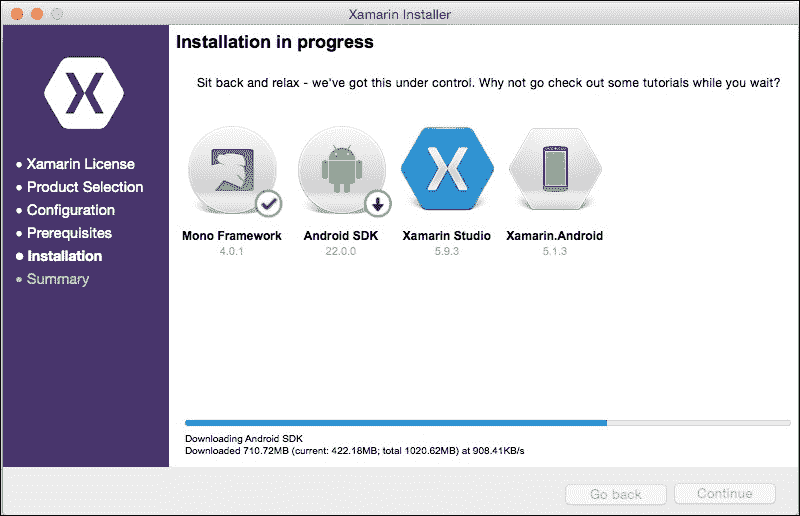 Xamarin Installer
Installation in progress
Sit back and relax - we've got this under control. Why not go check out some tutorials while you wait?
Xamarin License
Product Selection
Configuration
Prerequisites
Installation
Summary
Mono Framework
4.0.1
Android SDK
22.0.0
Xamarin Studio
5.9.3
Xamarin.Android
5.1.3
Downloading Android SDK
Downloaded 710.72MB (current: 422.18MB; total 1020.62MB) at 908.41KB/s
Go back
Continue